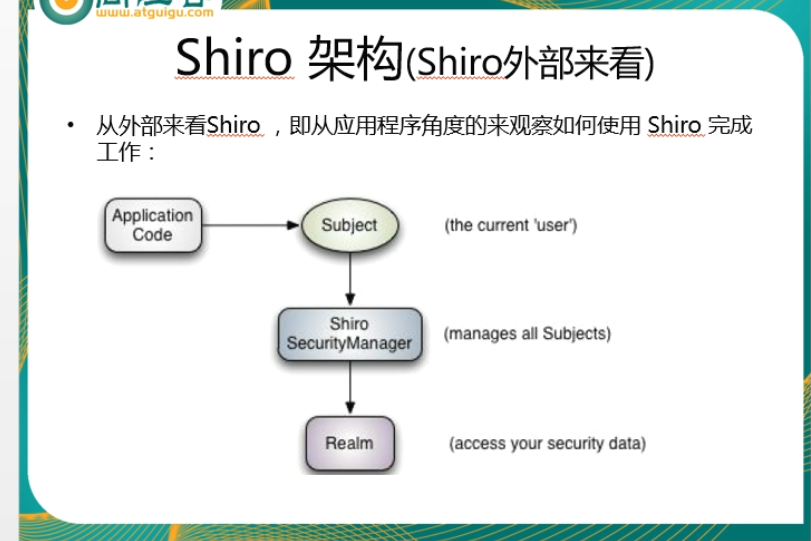 www.atguigu.com
Shiro 架构(Shiro外部来看)
• 从外部来看Shiro ，即从应用程序角度的来观察如何使用 Shiro 完成
工作：
Application
Code
Subject
(the current 'user')
Shiro
SecurityManager
(manages all Subjects)
Realm
(access your security data)